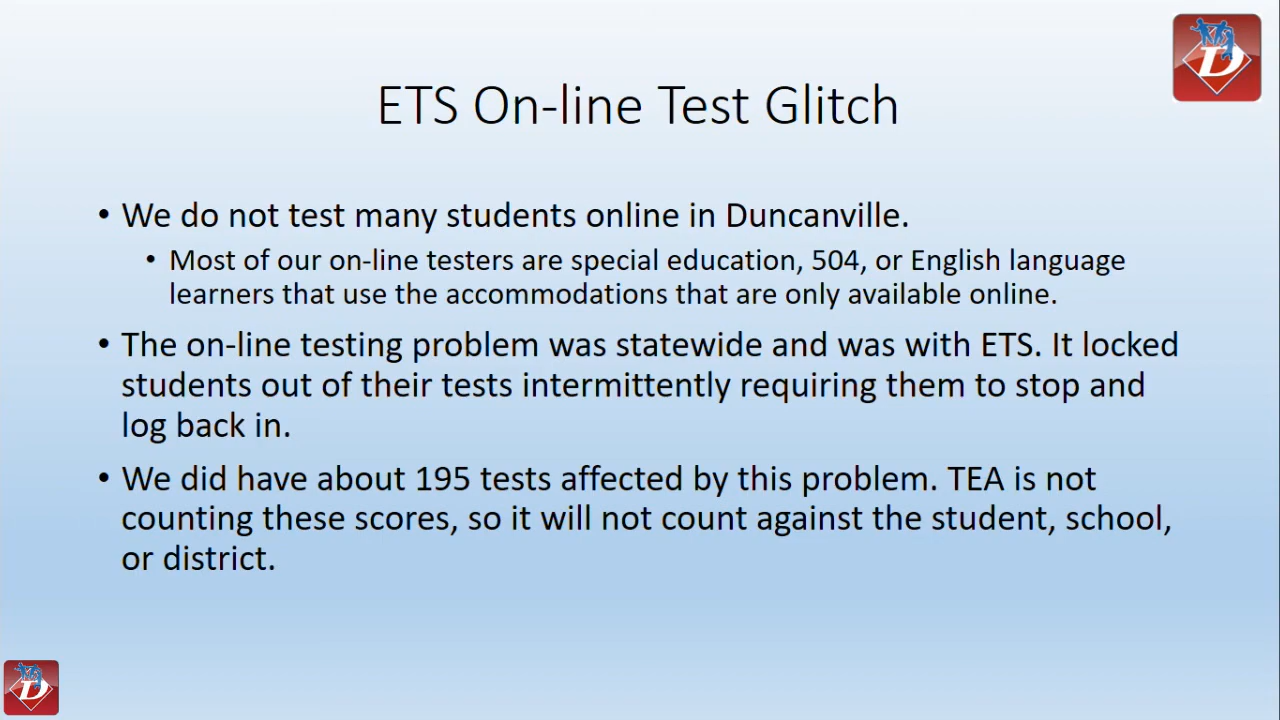 ETS On-line Test Glitch
D
• We do not test many students online in Duncanville.
• Most of our on-line testers are special education, 504, or English language
learners that use the accommodations that are only available online.
• The on-line testing problem was statewide and was with ETS. It locked
students out of their tests intermittently requiring them to stop and
log back in.
• We did have about 195 tests affected by this problem. TEA is not
counting these scores, so it will not count against the student, school,
or district.
D